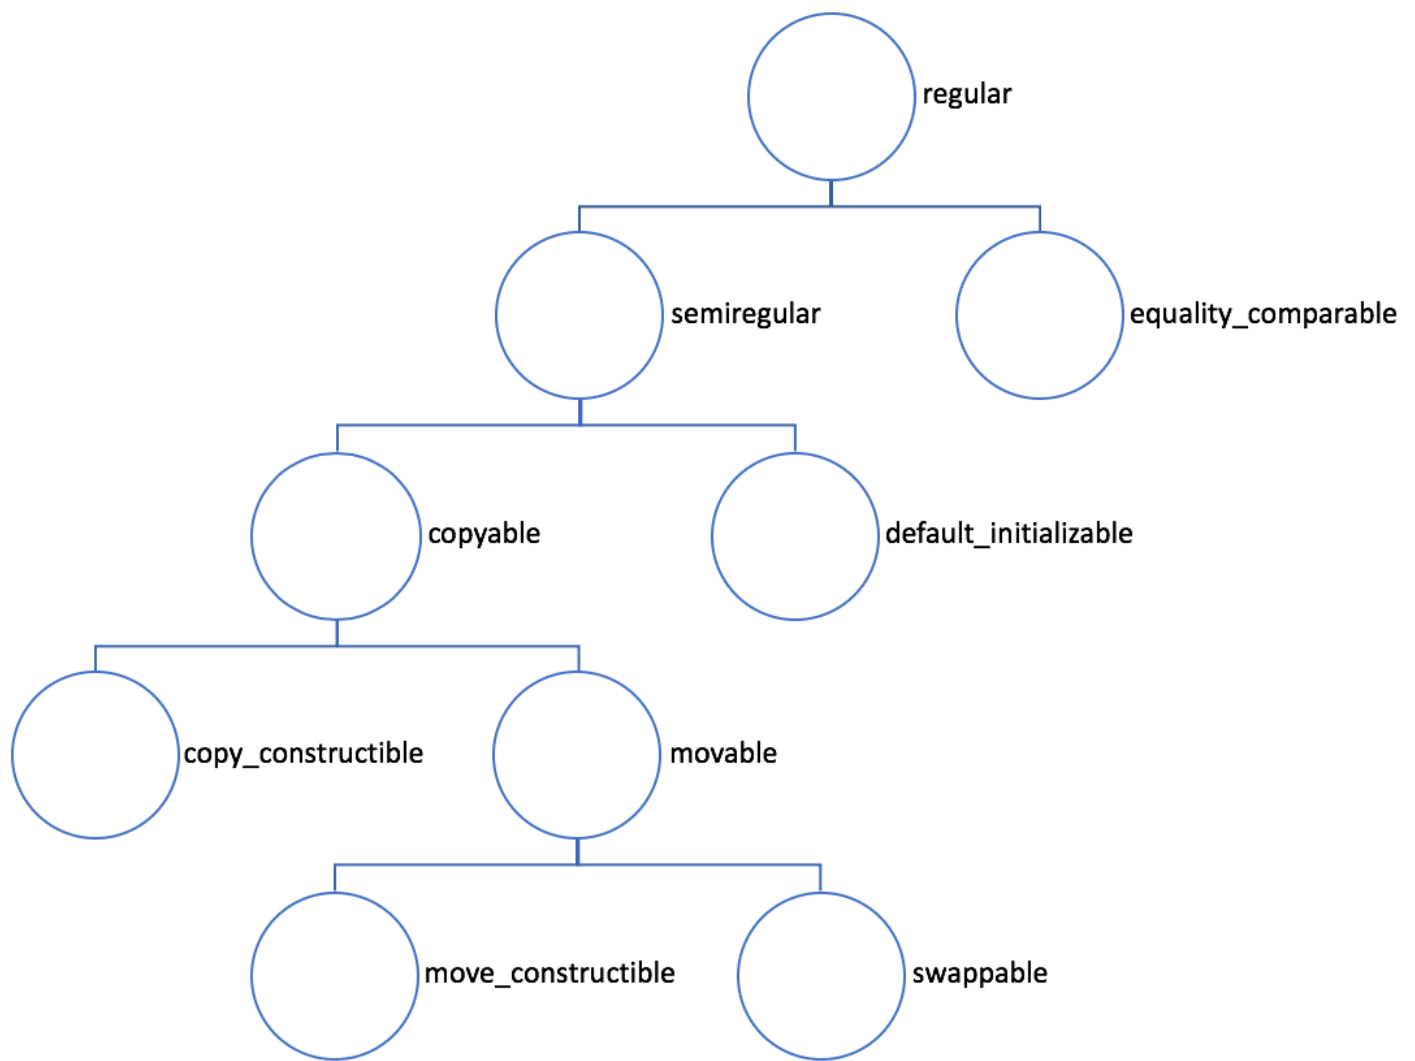 regular
semiregular
equality_comparable
copyable
default_initializable
copy_constructible
movable
move_constructible
swappable